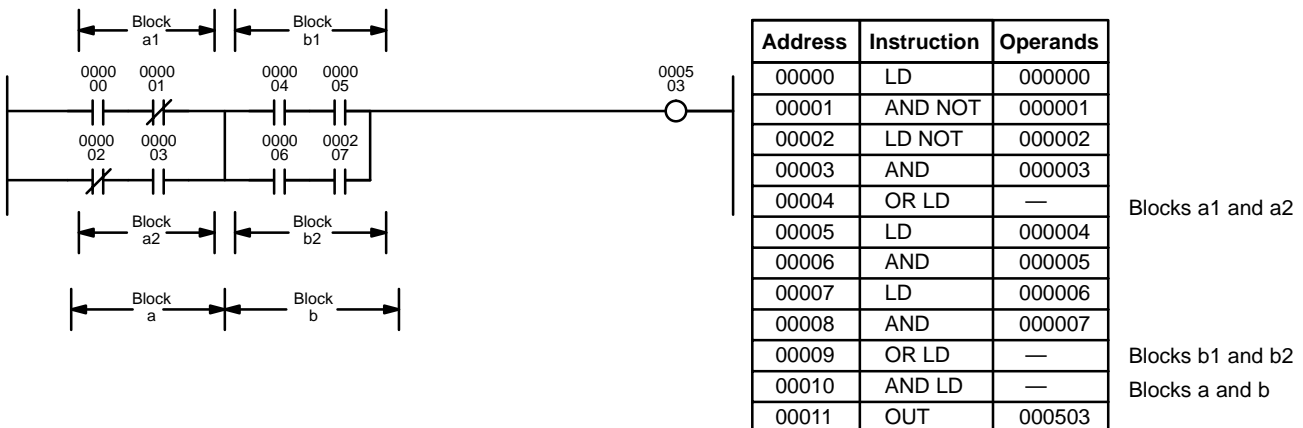 Block
a1
Block
b1
0000
00
0000
01
0000
04
0000
05
0005
03
0000
02
0000
03
0000
06
0002
07
Block
a2
Block
b2
Block
a
Block
b
Address Instruction Operands
00000 LD 000000
00001 AND NOT 000001
00002 LD NOT 000002
00003 AND 000003
00004 OR LD — Blocks a1 and a2
00005 LD 000004
00006 AND 000005
00007 LD 000006
00008 AND 000007
00009 OR LD — Blocks b1 and b2
00010 AND LD — Blocks a and b
00011 OUT 000503